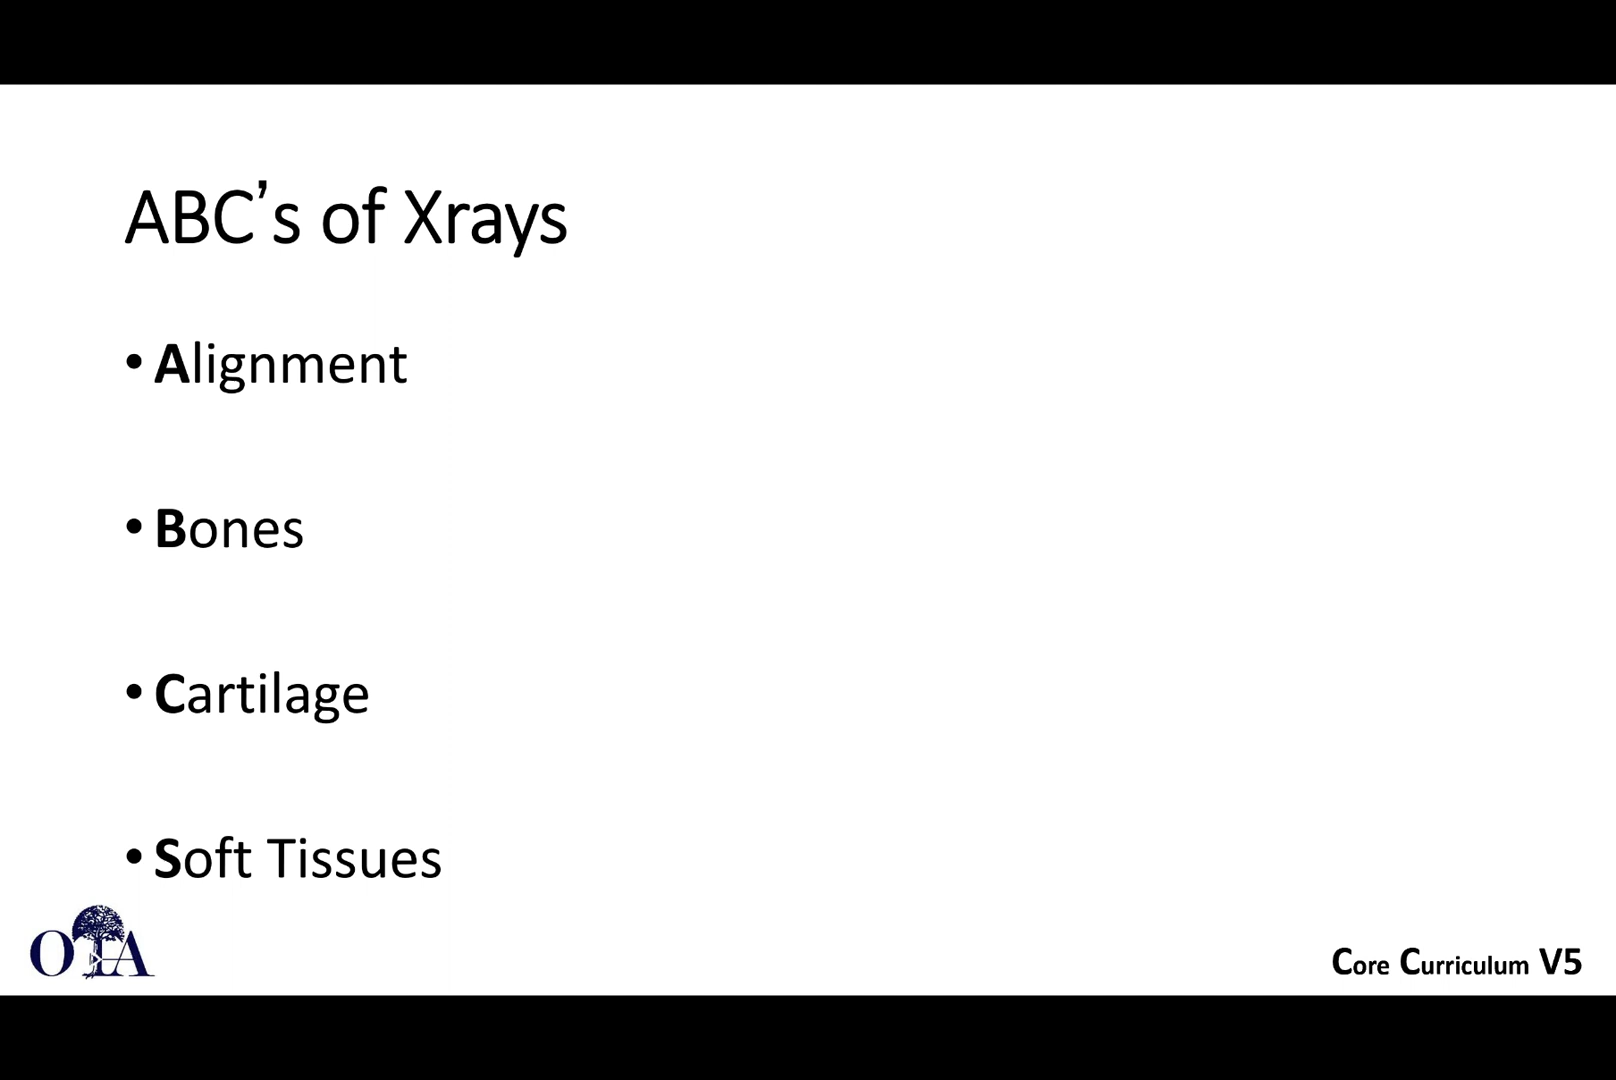 ABC’s of Xrays
• Alignment
• Bones
• Cartilage
• Soft Tissues
OTA
Core Curriculum V5